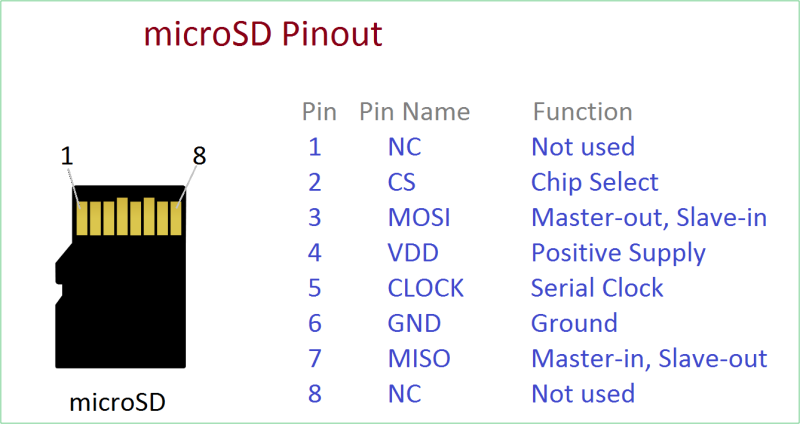 microSD Pinout
Pin Pin Name Function
1 NC Not used
2 CS Chip Select
3 MOSI Master-out, Slave-in
4 VDD Positive Supply
5 CLOCK Serial Clock
6 GND Ground
7 MISO Master-in, Slave-out
8 NC Not used
1 8
microSD